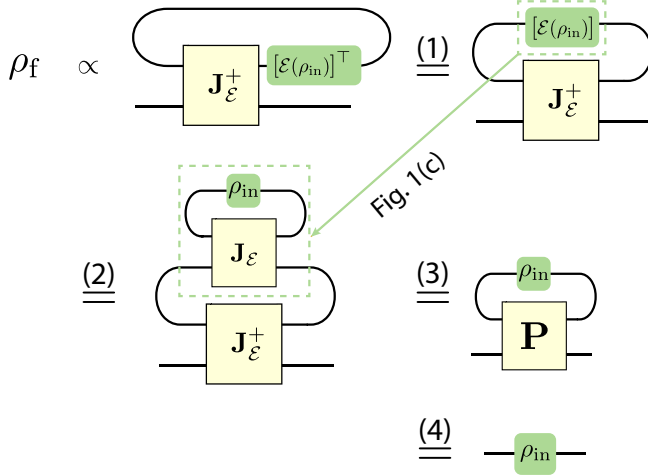 ρ_f ∝ J_ℰ^+ [ℰ(ρ_in)]^⊤ (1) = [ℰ(ρ_in)]
J_ℰ^+
Fig. 1(c)
(2) = ρ_in
J_ℰ
J_ℰ^+
(3) = ρ_in
P
(4) = ρ_in